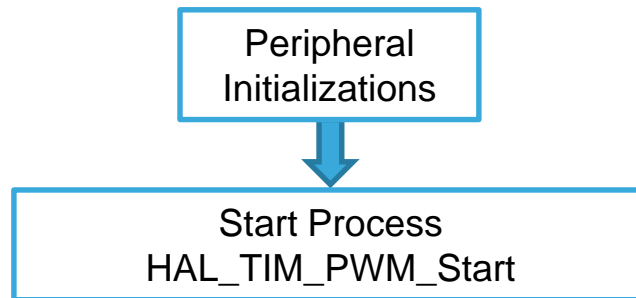 Peripheral
Initializations
Start Process
HAL_TIM_PWM_Start